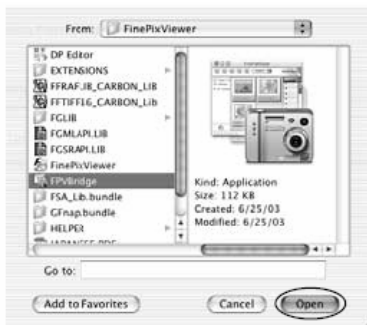 From: FinePixViewer
DP Editor
EXTENSIONS
FFRAF.IB_CARBON_LIB
FFTIFF16_CARBON_Lib
FGLIB
FGMLAPI.LIB
FGSRAPI.LIB
FinePixViewer
FPVBridge
FSA_Lib.bundle
GFnap.bundle
HELPER
Kind: Application
Size: 112 KB
Created: 6/25/03
Modified: 6/25/03
Go to:
Add to Favorites
Cancel
Open